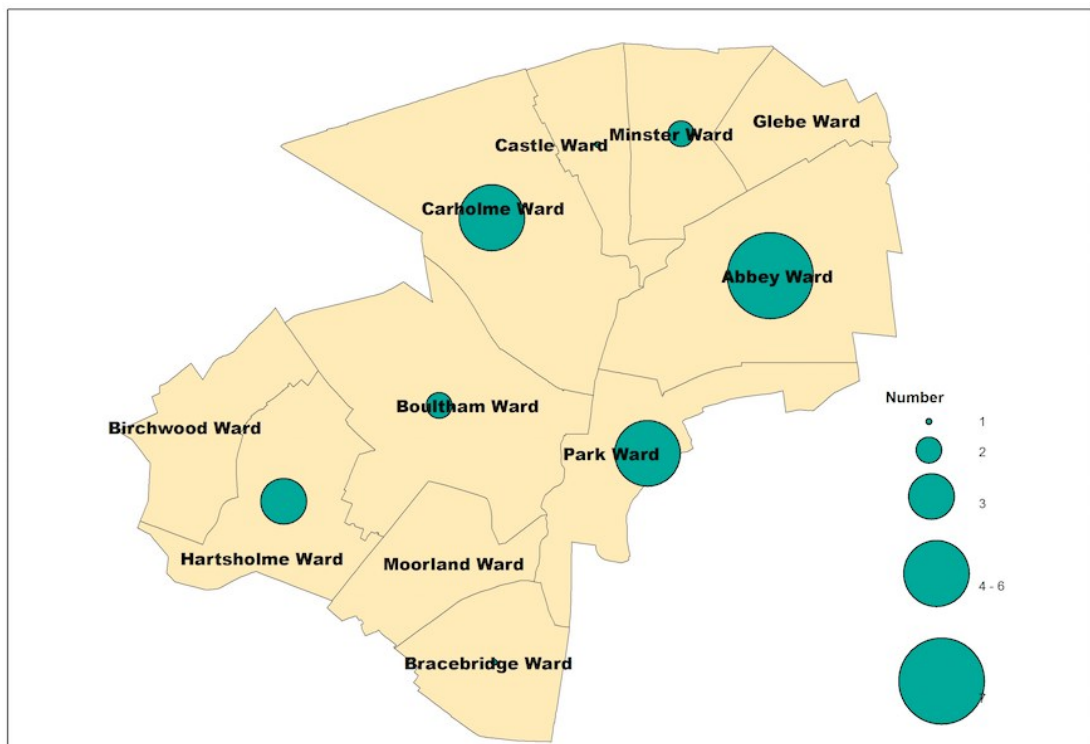 Glebe Ward
Minster Ward
Castle Ward
Carholme Ward
Abbey Ward
Boultham Ward
Birchwood Ward
Park Ward
Hartsholme Ward
Moorland Ward
Bracebridge Ward
Number
1
2
3
4 - 6
7